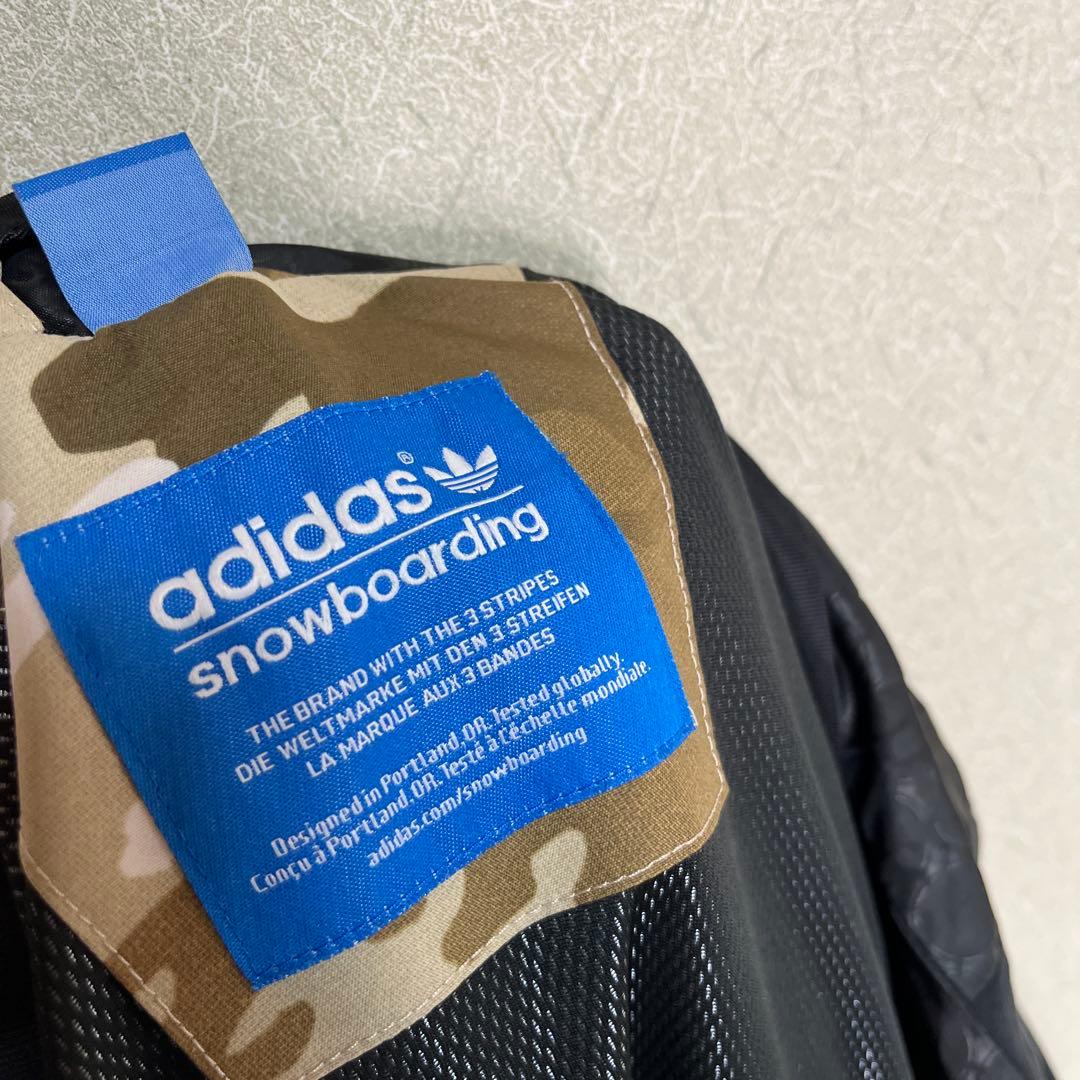 adidas®
snowboarding
THE BRAND WITH THE 3 STRIPES
DIE WELTMARKE MIT DEN 3 STREIFEN
LA MARQUE AUX 3 BANDES
Designed in Portland, OR. Tested globally.
Conçu à Portland, OR. Testé à l'échelle mondiale.
adidas.com/snowboarding